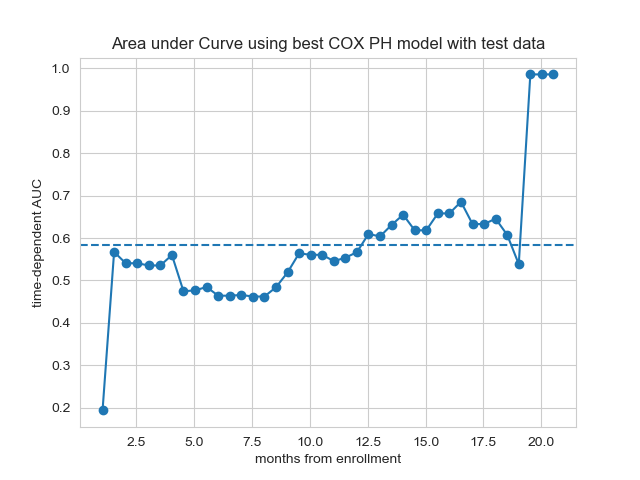 Area under Curve using best COX PH model with test data
time-dependent AUC
1.0
0.9
0.8
0.7
0.6
0.5
0.4
0.3
0.2
2.5 5.0 7.5 10.0 12.5 15.0 17.5 20.0
months from enrollment